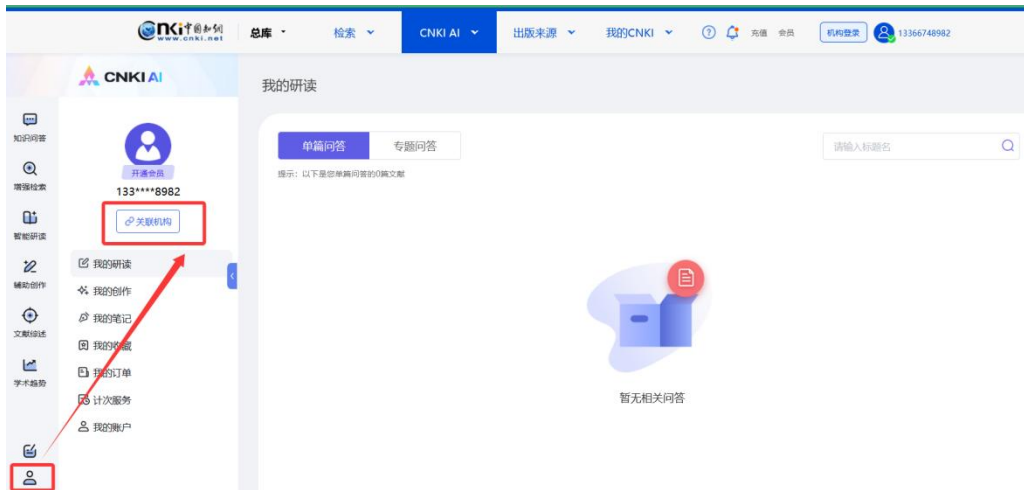 CNKi 中国知网
www.cnki.net
总库
检索
CNKI AI
出版来源
我的CNKI
充值
会员
机构登录
13366748982
CNKI AI
知识问答
增强检索
智能研读
辅助创作
文献综述
学术趋势
开通会员
133****8982
关联机构
我的研读
我的创作
我的笔记
我的收藏
我的订单
计次服务
我的账户
我的研读
单篇问答
专题问答
请输入标题名
提示：以下是您单篇问答的0篇文献
暂无相关问答